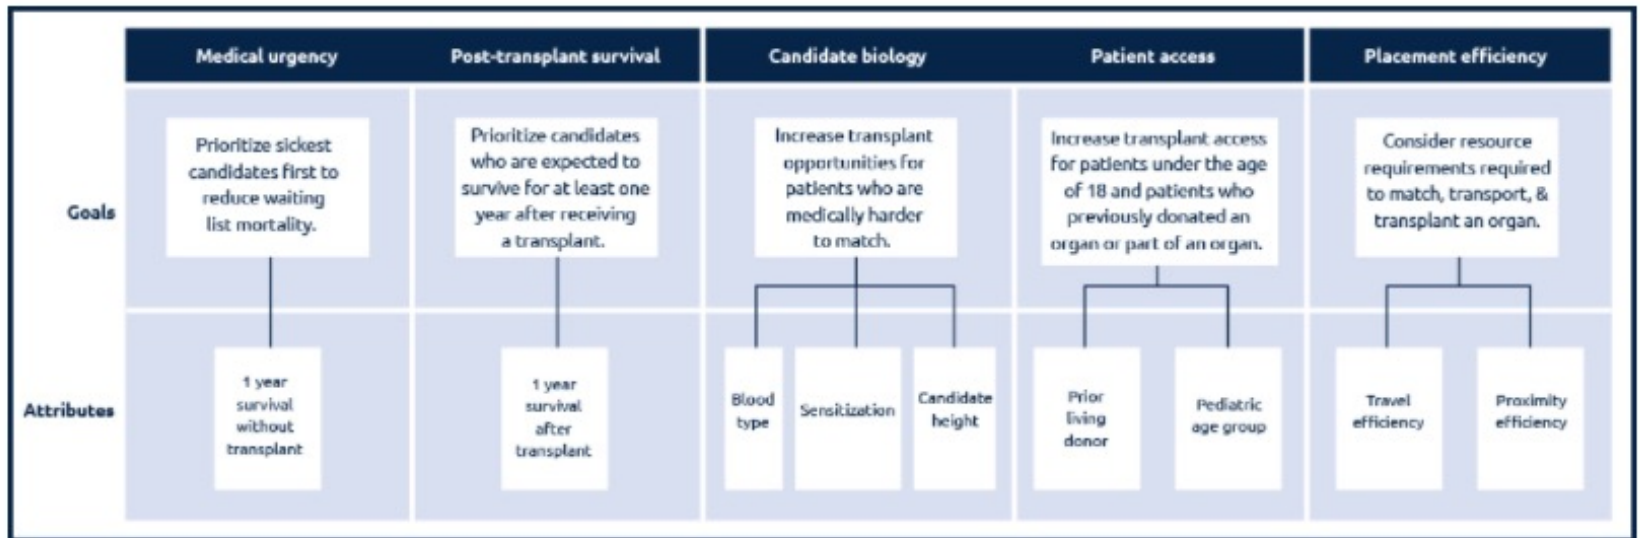 Medical urgency
Post-transplant survival
Candidate biology
Patient access
Placement efficiency
Goals
Prioritize sickest
candidates first to
reduce waiting
list mortality.
Prioritize candidates
who are expected to
survive for at least one
year after receiving
a transplant.
Increase transplant
opportunities for
patients who are
medically harder
to match.
Increase transplant access
for patients under the age
of 18 and patients who
previously donated an
organ or part of an organ.
Consider resource
requirements required
to match, transport, &
transplant an organ.
Attributes
1 year
survival
without
transplant
1 year
survival
after
transplant
Blood
type
Sensitization
Candidate
height
Prior
living
donor
Pediatric
age group
Travel
efficiency
Proximity
efficiency